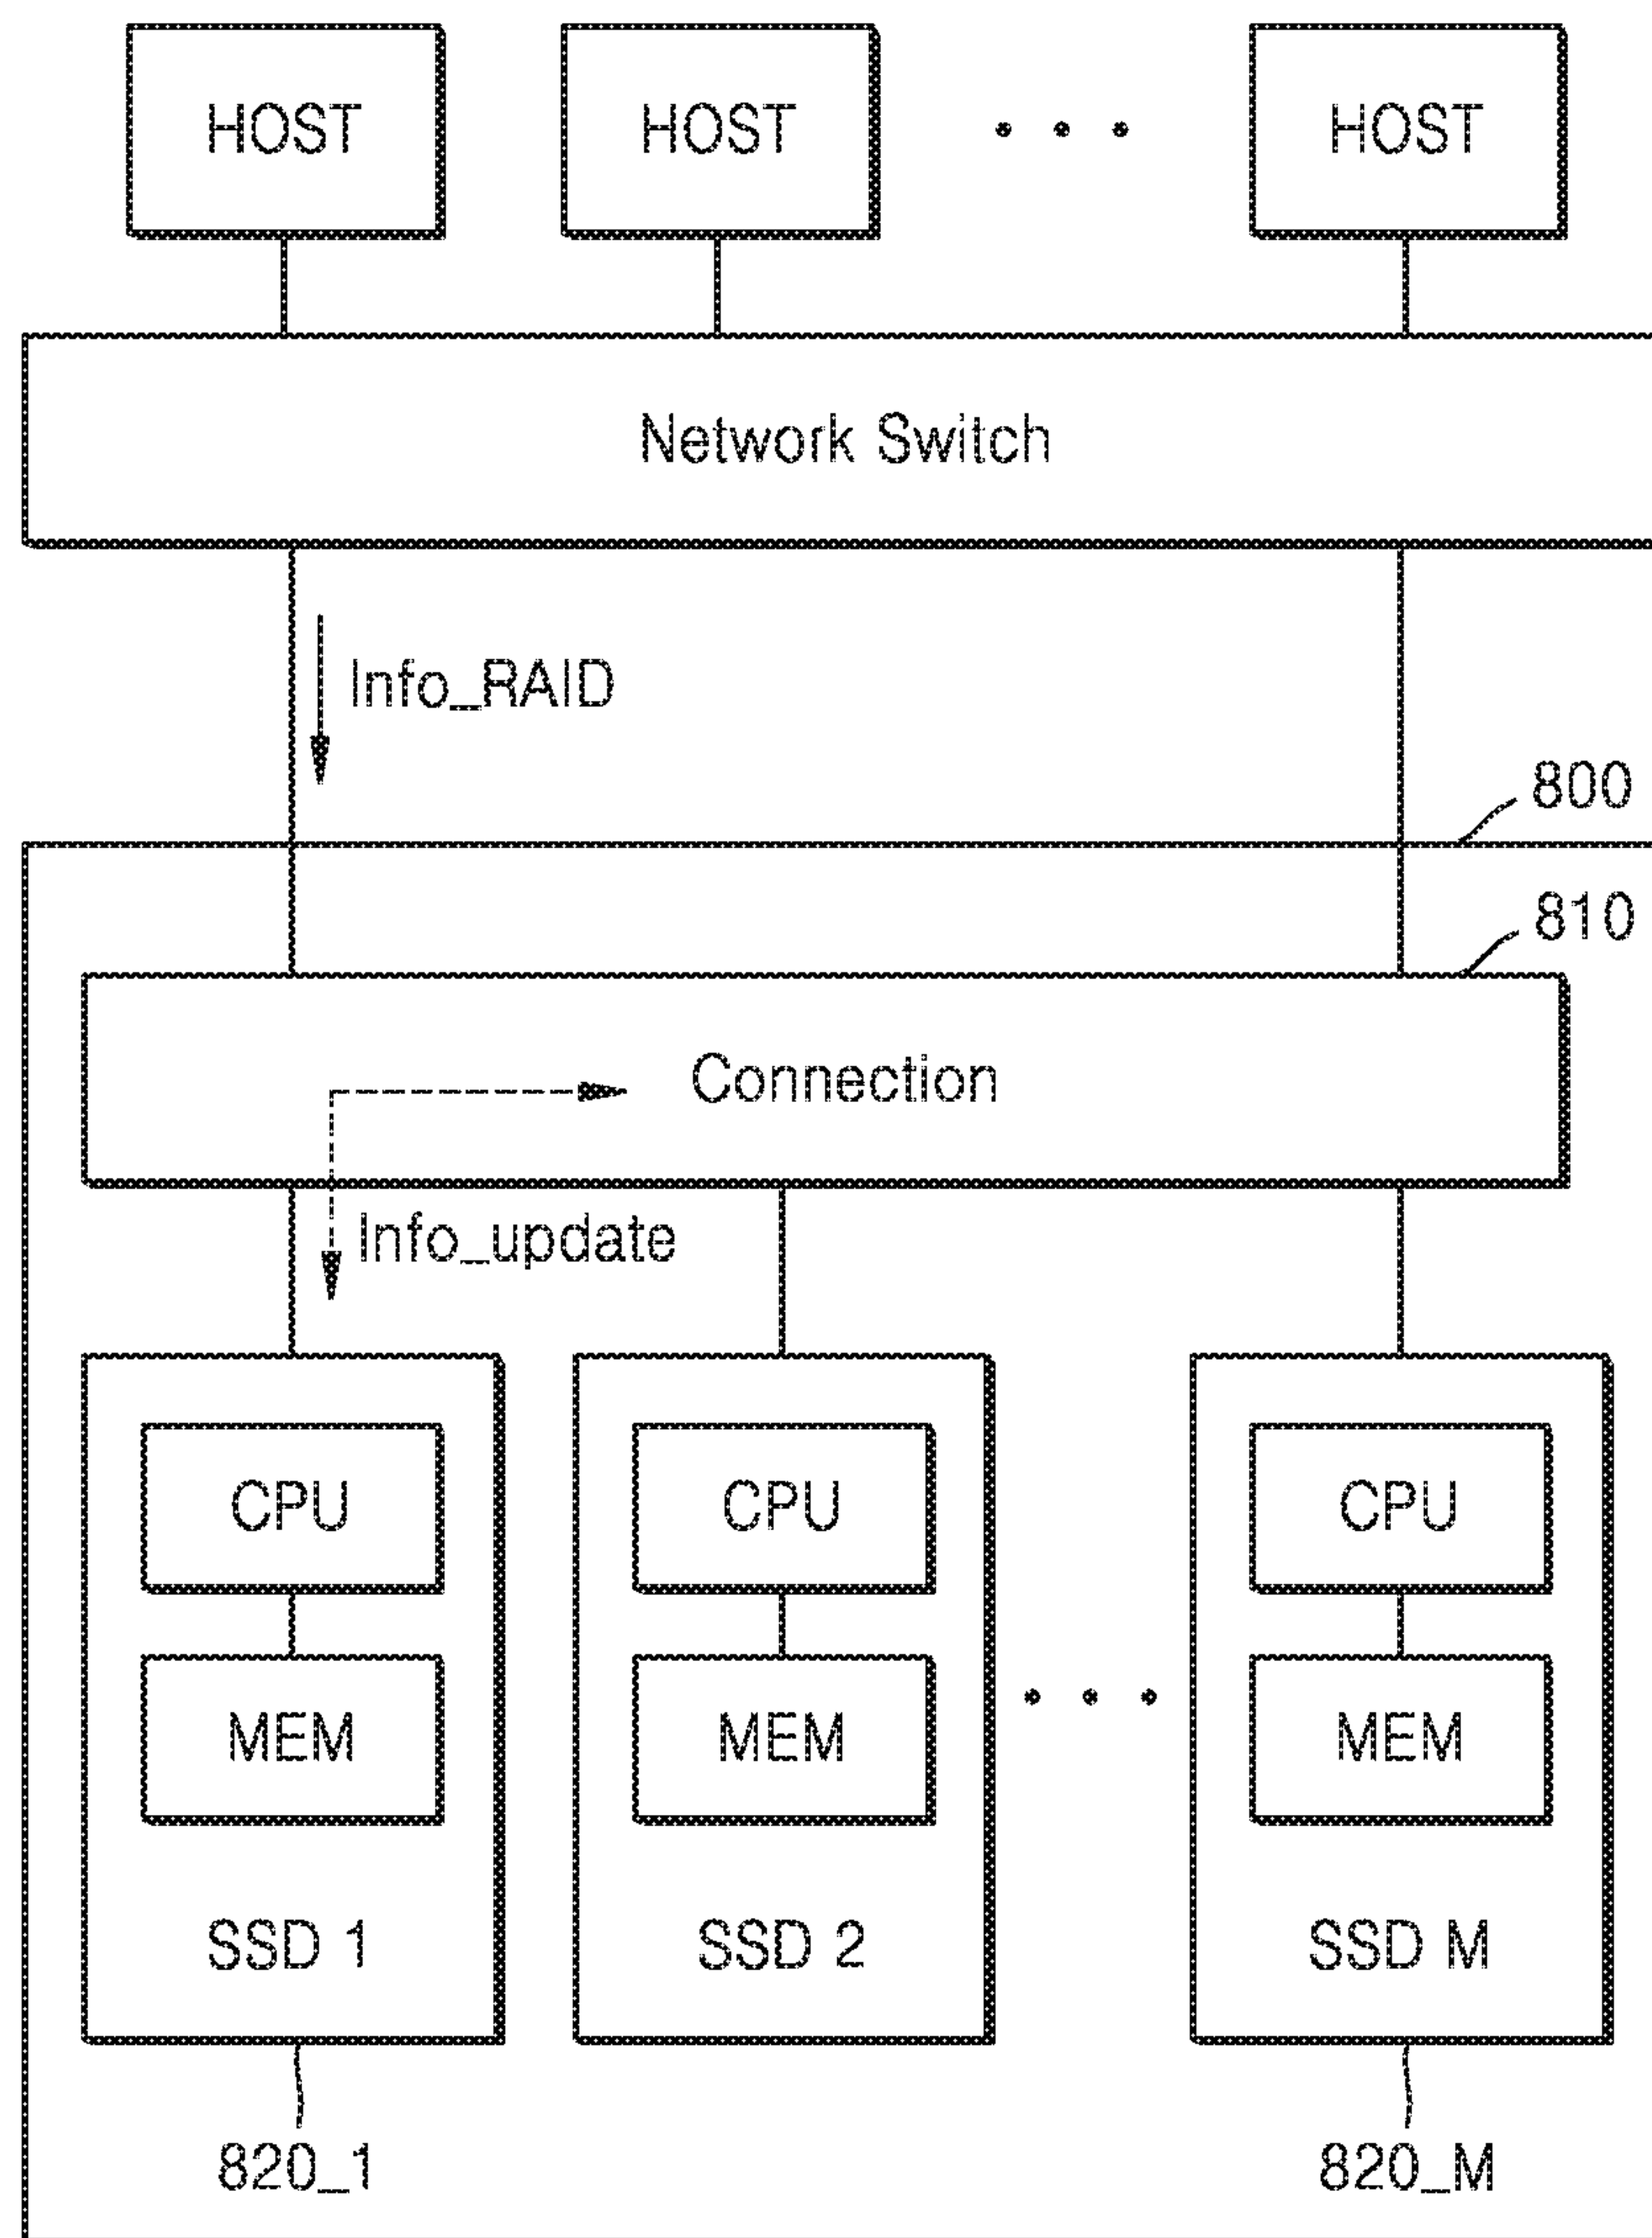 HOST HOST HOST
Network Switch
Info_RAID
800
810
Connection
Info_update
CPU CPU CPU
MEM MEM MEM
SSD 1 SSD 2 SSD M
820_1 820_M